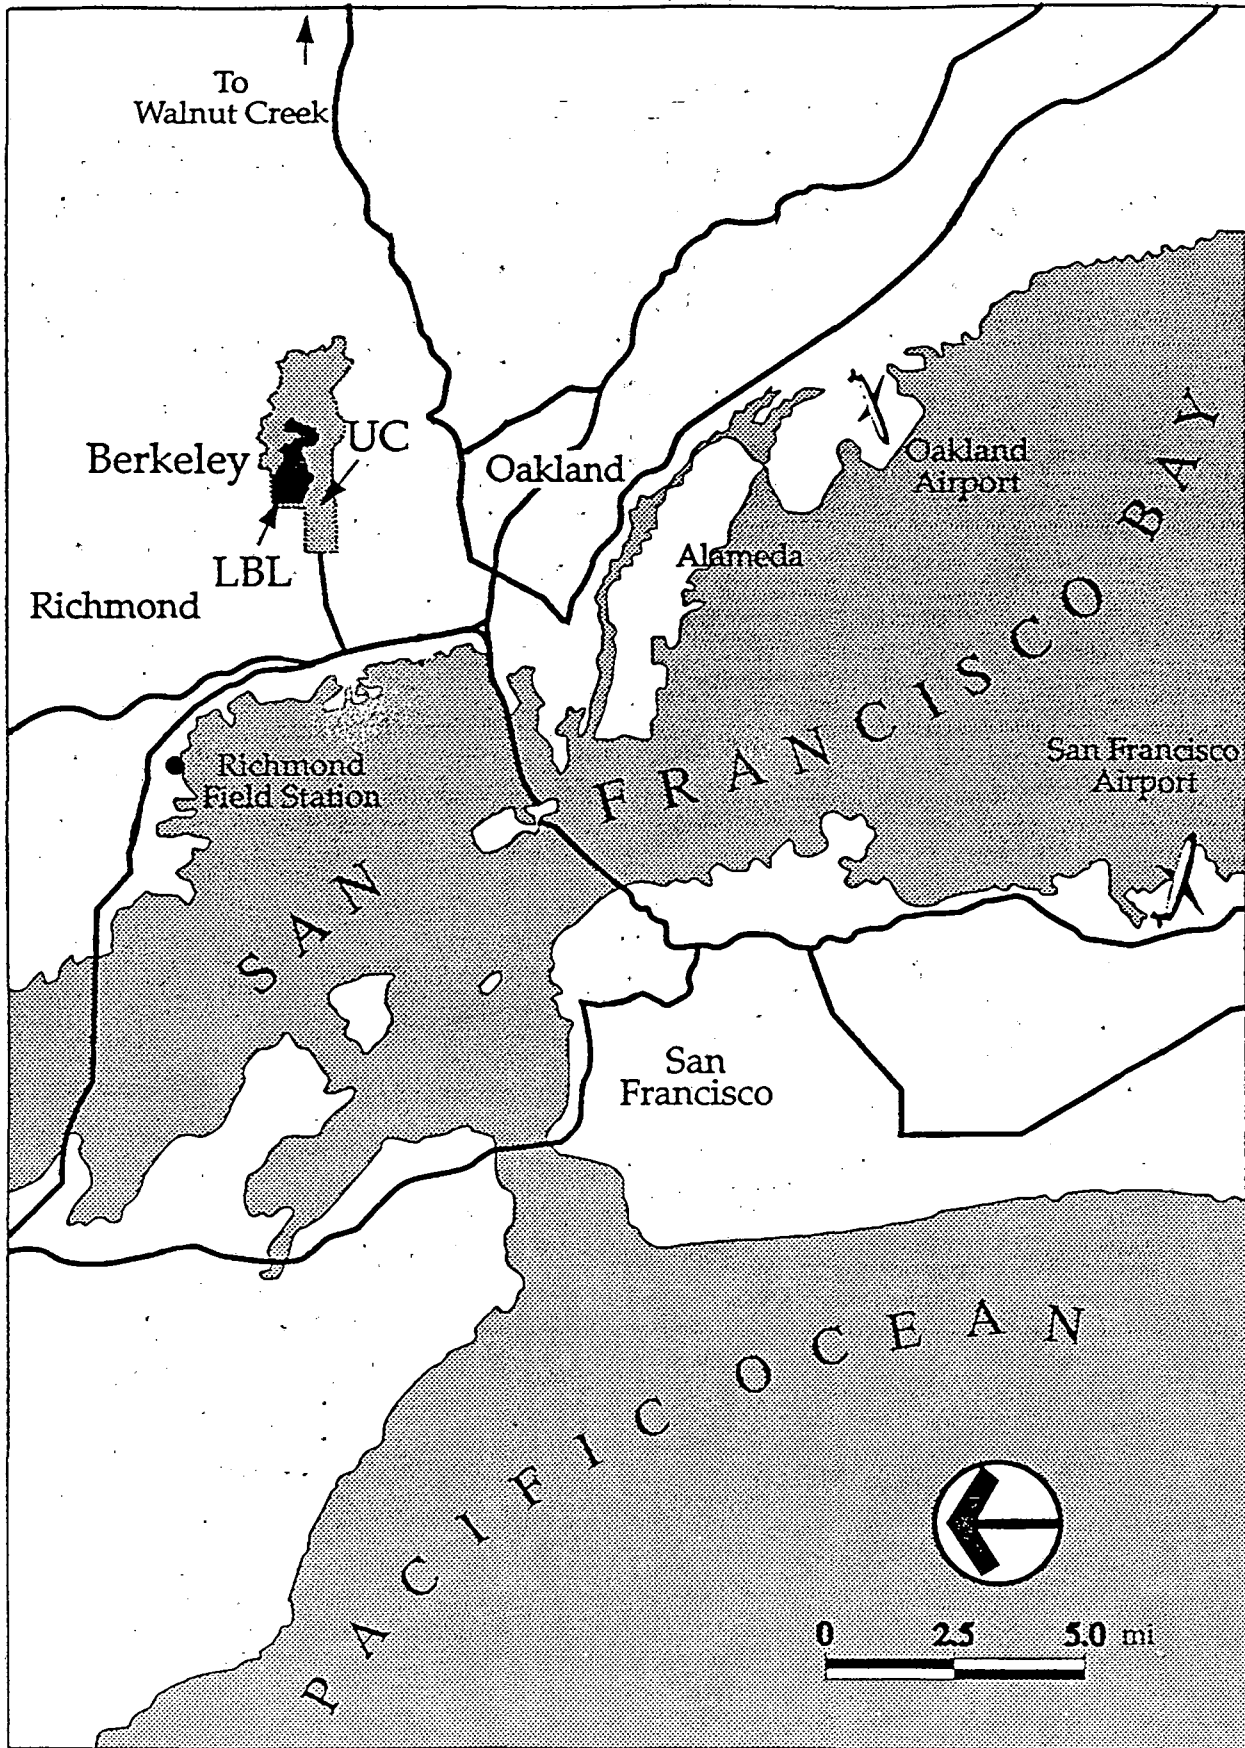 To
Walnut Creek
UC
Berkeley
Oakland
Oakland
Airport
LBL
Alameda
Richmond
SAN FRANCISCO BAY
San Francisco
Airport
Richmond
Field Station
San
Francisco
PACIFIC OCEAN
0 2.5 5.0 mi